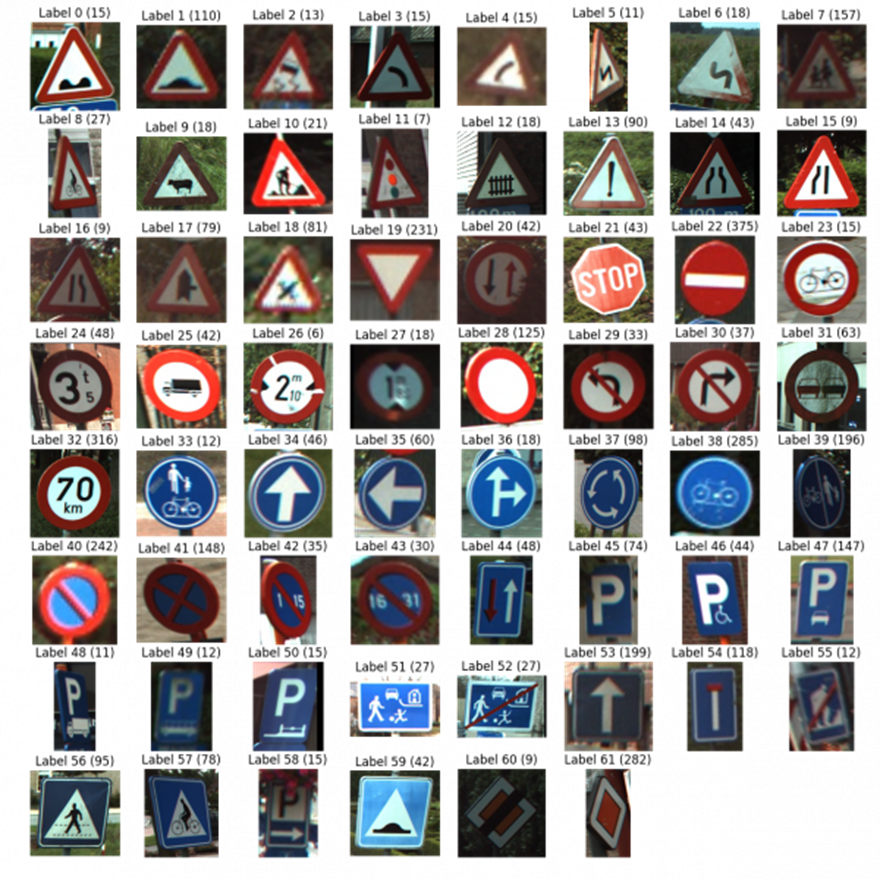 Label 0 (15) Label 1 (110) Label 2 (13) Label 3 (15) Label 4 (15) Label 5 (11) Label 6 (18) Label 7 (157)
Label 8 (27) Label 9 (18) Label 10 (21) Label 11 (7) Label 12 (18) Label 13 (90) Label 14 (43) Label 15 (9)
Label 16 (9) Label 17 (79) Label 18 (81) Label 19 (231) Label 20 (42) Label 21 (43) Label 22 (375) Label 23 (15)
STOP
Label 24 (48) Label 25 (42) Label 26 (6) Label 27 (18) Label 28 (125) Label 29 (33) Label 30 (37) Label 31 (63)
3 t 5
2 m 10
Label 32 (316) Label 33 (12) Label 34 (46) Label 35 (60) Label 36 (18) Label 37 (98) Label 38 (285) Label 39 (196)
70
km
Label 40 (242) Label 41 (148) Label 42 (35) Label 43 (30) Label 44 (48) Label 45 (74) Label 46 (44) Label 47 (147)
1 15 16 31 P P P
Label 48 (11) Label 49 (12) Label 50 (15) Label 51 (27) Label 52 (27) Label 53 (199) Label 54 (118) Label 55 (12)
P P P
Label 56 (95) Label 57 (78) Label 58 (15) Label 59 (42) Label 60 (9) Label 61 (282)
P